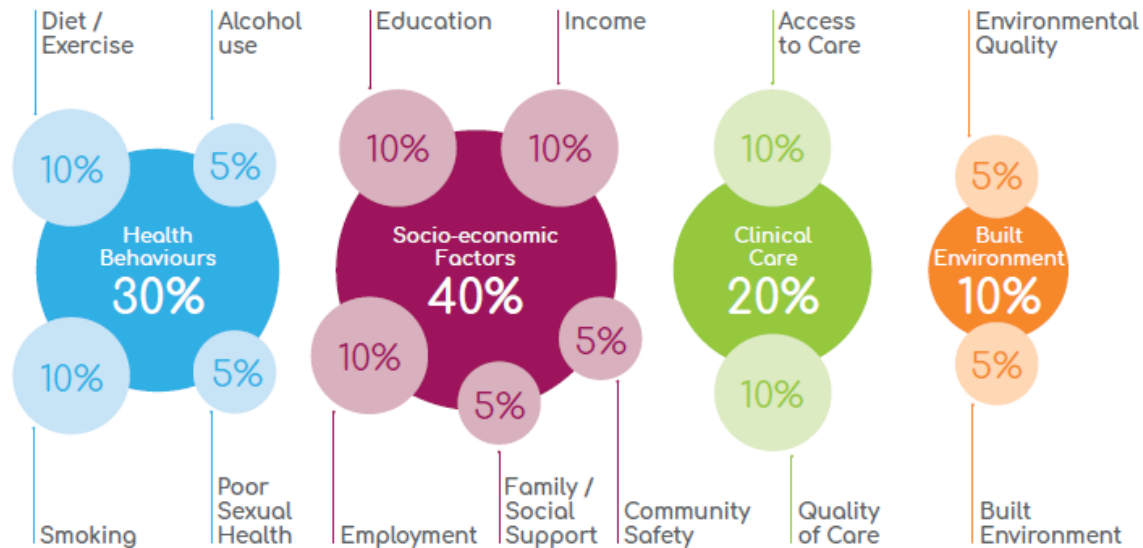 Diet /
Exercise
Alcohol
use
Education
Income
Access
to Care
Environmental
Quality
10%
5%
10%
10%
10%
5%
Health
Behaviours
30%
Socio-economic
Factors
40%
Clinical
Care
20%
Built
Environment
10%
10%
5%
10%
5%
5%
10%
5%
Smoking
Poor
Sexual
Health
Employment
Family /
Social
Support
Community
Safety
Quality
of Care
Built
Environment